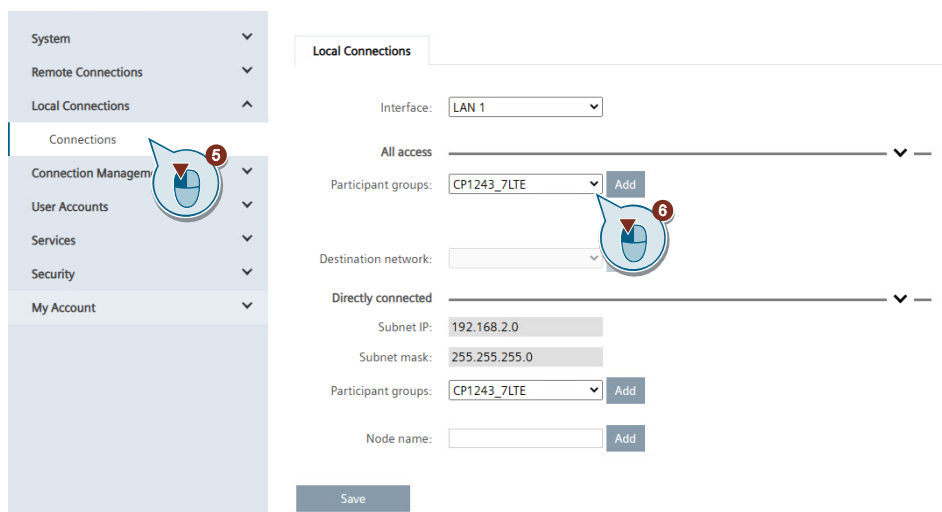 System
Remote Connections
Local Connections
Connections
5
Connection Managem
User Accounts
Services
Security
My Account
Local Connections
Interface: LAN 1
All access
Participant groups: CP1243_7LTE Add
6
Destination network:
Directly connected
Subnet IP: 192.168.2.0
Subnet mask: 255.255.255.0
Participant groups: CP1243_7LTE Add
Node name: Add
Save